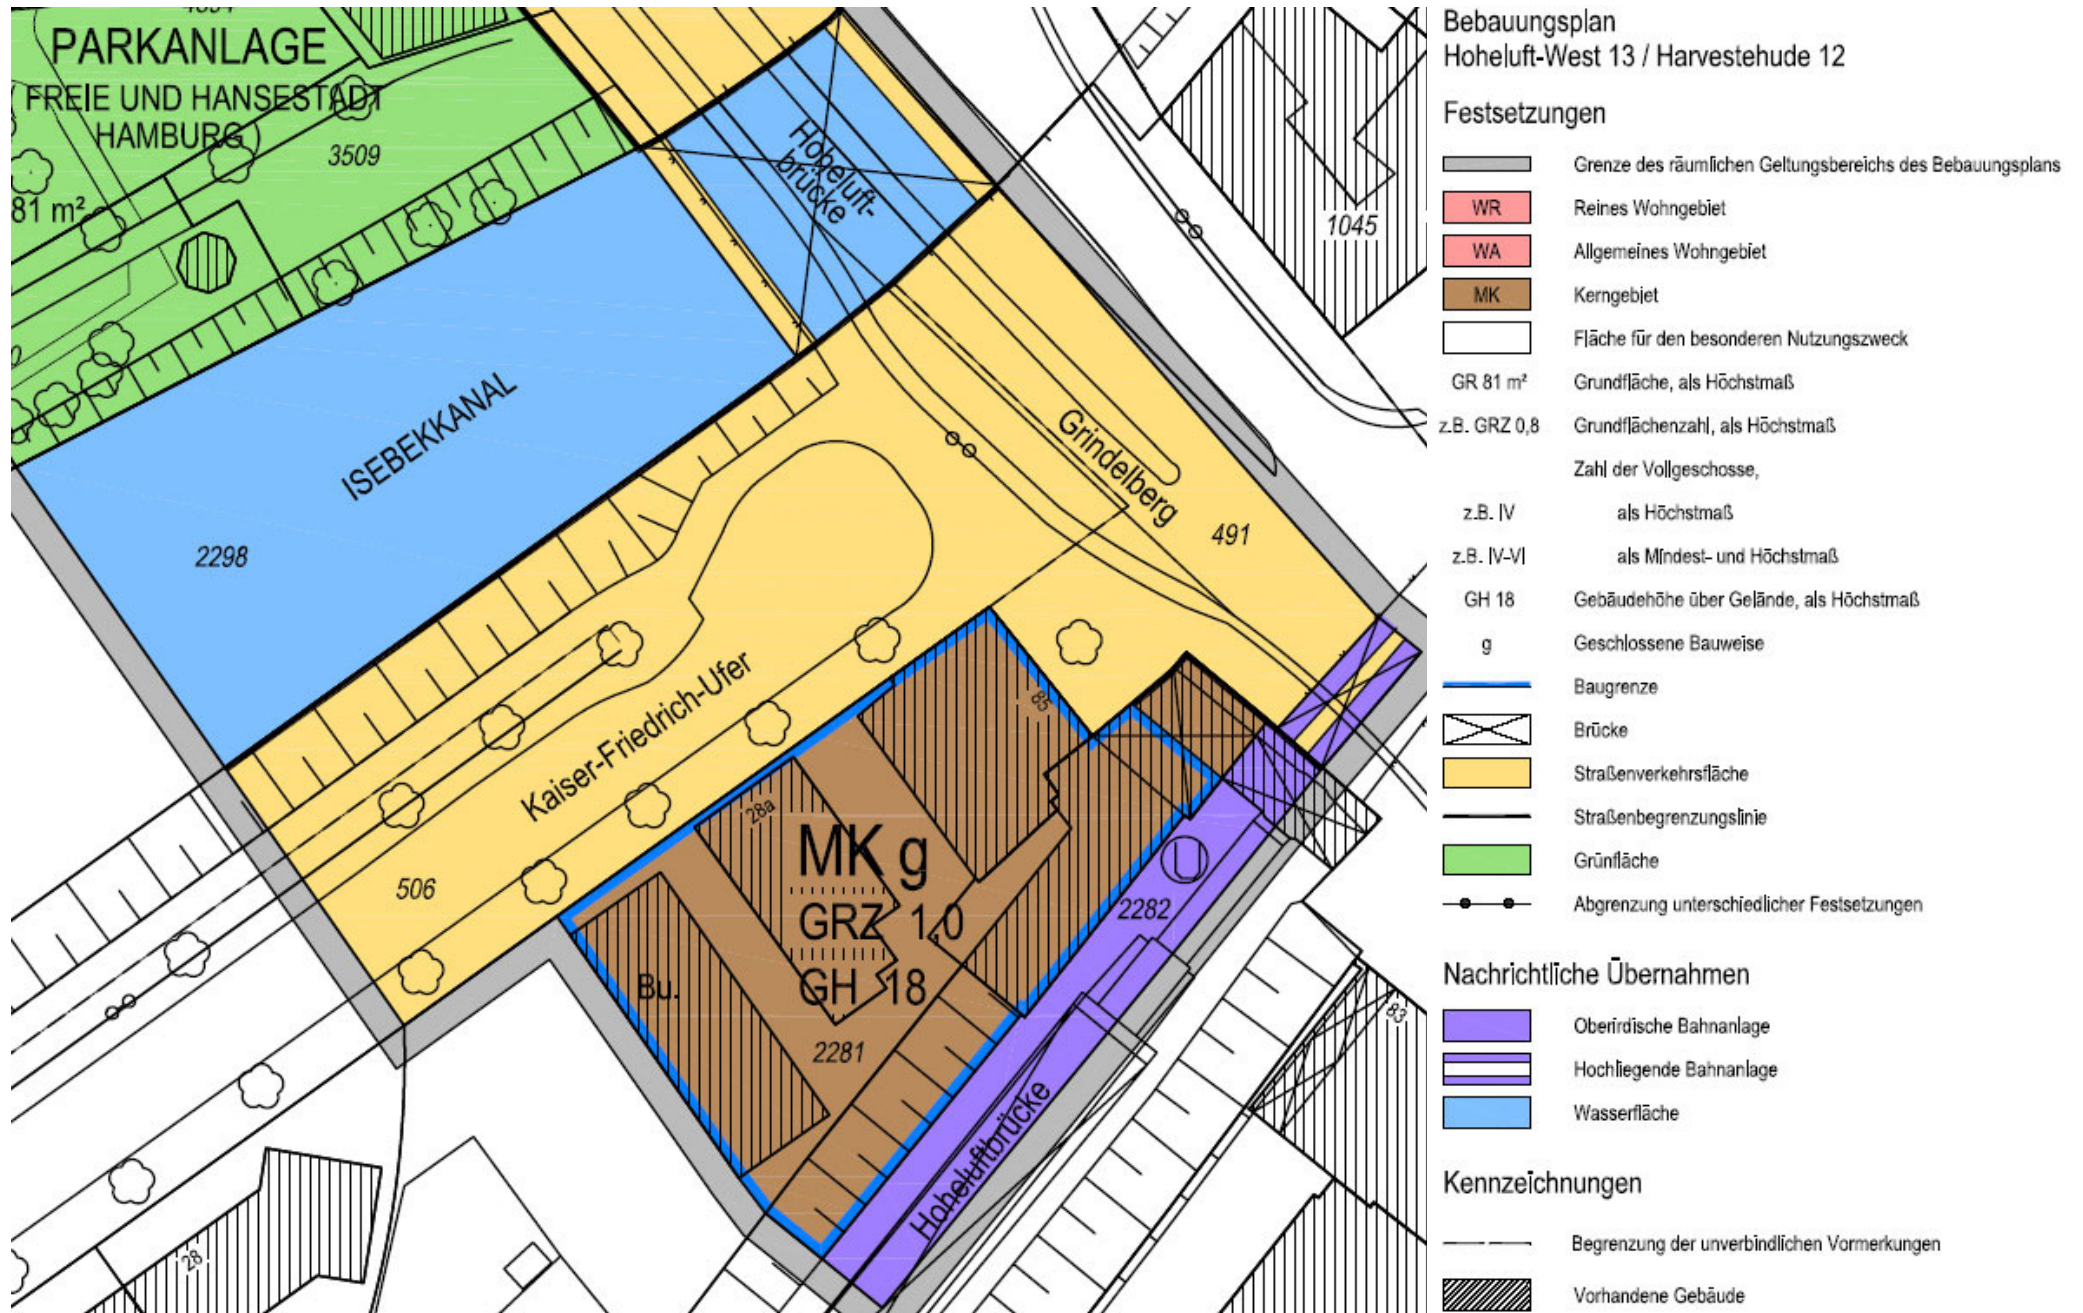 PARKANLAGE
( FREIE UND HANSESTADT
HAMBURG )
3509
81 m²
Hoheluft-
brücke
1045
ISEBEKKANAL
2298
Grindelberg
491
Kaiser-Friedrich-Ufer
506
85
28a
MK g
GRZ 1,0
GH 18
Bu.
2281
U
2282
Hoheluftbrücke
83
28
Bebauungsplan
Hoheluft-West 13 / Harvestehude 12
Festsetzungen
Grenze des räumlichen Geltungsbereichs des Bebauungsplans
WR Reines Wohngebiet
WA Allgemeines Wohngebiet
MK Kerngebiet
Fläche für den besonderen Nutzungszweck
GR 81 m² Grundfläche, als Höchstmaß
z.B. GRZ 0,8 Grundflächenzahl, als Höchstmaß
Zahl der Vollgeschosse,
z.B. IV als Höchstmaß
z.B. IV-VI als Mindest- und Höchstmaß
GH 18 Gebäudehöhe über Gelände, als Höchstmaß
g Geschlossene Bauweise
Baugrenze
Brücke
Straßenverkehrsfläche
Straßenbegrenzungslinie
Grünfläche
Abgrenzung unterschiedlicher Festsetzungen
Nachrichtliche Übernahmen
Oberirdische Bahnanlage
Hochliegende Bahnanlage
Wasserfläche
Kennzeichnungen
Begrenzung der unverbindlichen Vormerkungen
Vorhandene Gebäude